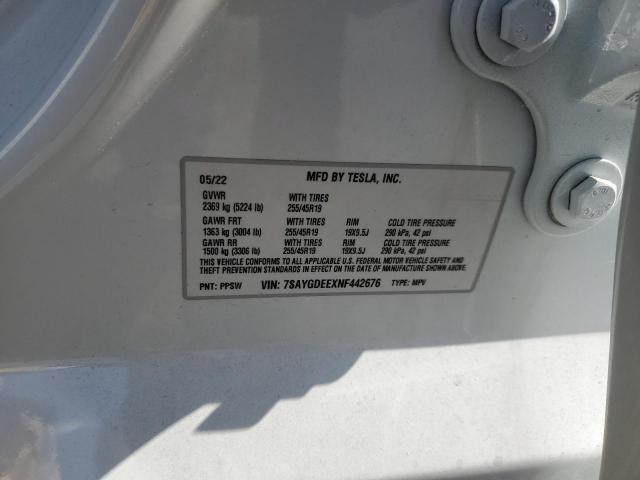 05/22 MFD BY TESLA, INC.
GVWR WITH TIRES
2369 kg (5224 lb) 255/45R19
GAWR FRT WITH TIRES RIM COLD TIRE PRESSURE
1363 kg (3004 lb) 255/45R19 19X9.5J 290 kPa, 42 psi
GAWR RR WITH TIRES RIM COLD TIRE PRESSURE
1500 kg (3306 lb) 255/45R19 19X9.5J 290 kPa, 42 psi
THIS VEHICLE CONFORMS TO ALL APPLICABLE FEDERAL MOTOR VEHICLE SAFETY AND
THEFT PREVENTION STANDARDS IN EFFECT ON THE DATE OF MANUFACTURE SHOWN ABOVE.
PNT: PPSW VIN: 7SAYGDEEXNF442676 TYPE: MPV